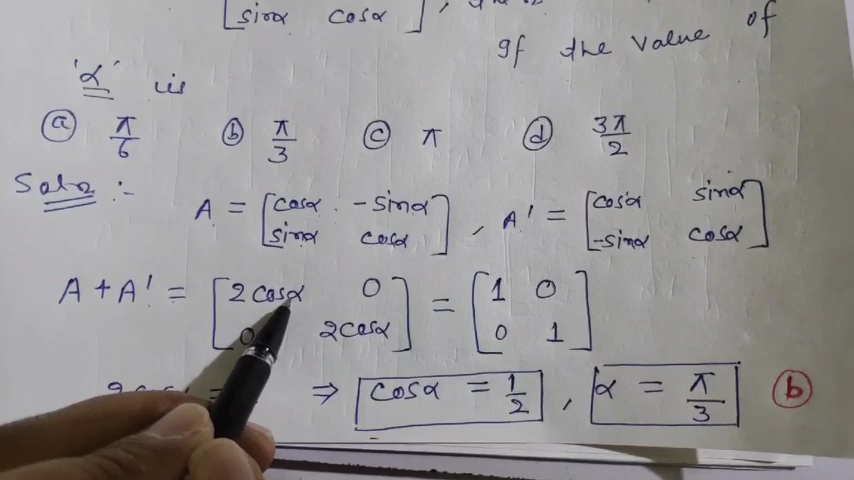 [sinα cosα],
If the value of
'α' is
(a) π/6 (b) π/3 (c) π (d) 3π/2
Soln :-
A = [cosα -sinα
sinα cosα], A' = [cosα sinα
-sinα cosα]
A + A' = [2cosα 0
0 2cosα] = [1 0
0 1]
⇒ cosα = 1/2, α = π/3 (b)